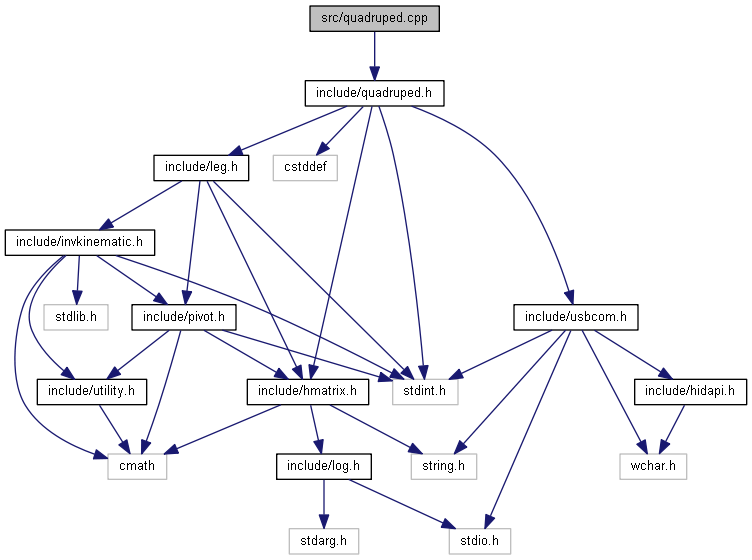 src/quadruped.cpp
include/quadruped.h
include/leg.h
cstddef
include/invkinematic.h
stdlib.h
include/pivot.h
include/usbcom.h
include/utility.h
include/hmatrix.h
stdint.h
include/hidapi.h
cmath
include/log.h
string.h
wchar.h
stdarg.h
stdio.h